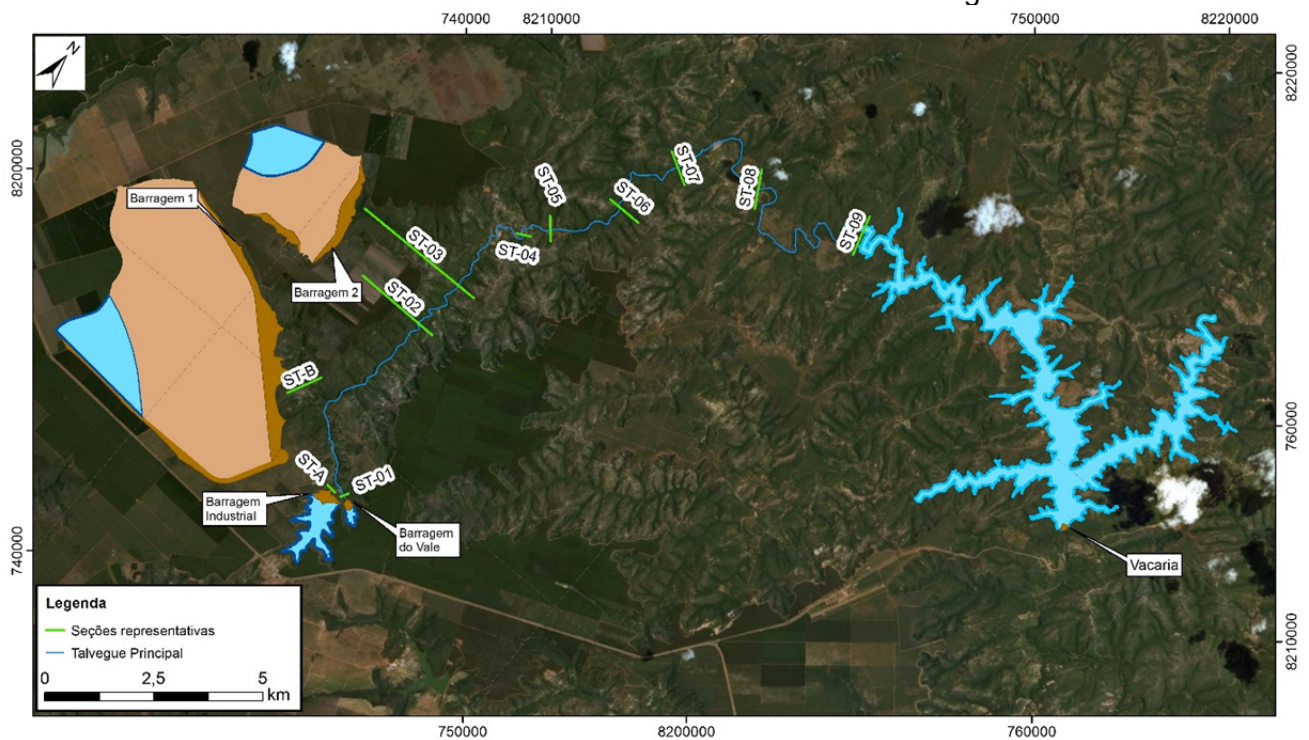 740000
8210000
750000
8220000
N
8220000
8200000
Barragem 1
ST-07
ST-08
ST-05
ST-06
ST-09
ST-03
ST-04
Barragem 2
ST-02
ST-B
760000
ST-A
ST-01
Barragem
Industrial
Barragem
do Vale
740000
Vacaria
Legenda
Seções representativas
Talvegue Principal
0
2,5
5
km
8210000
750000
8200000
760000